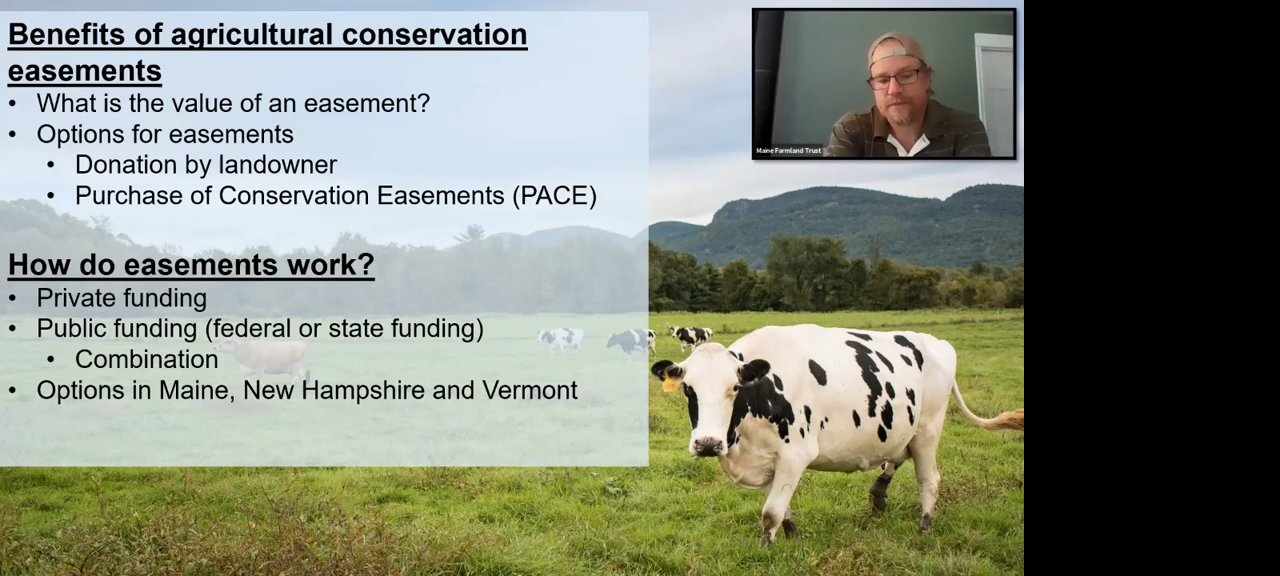 Benefits of agricultural conservation
easements
• What is the value of an easement?
• Options for easements
• Donation by landowner
• Purchase of Conservation Easements (PACE)
How do easements work?
• Private funding
• Public funding (federal or state funding)
• Combination
• Options in Maine, New Hampshire and Vermont
Maine Farmland Trust